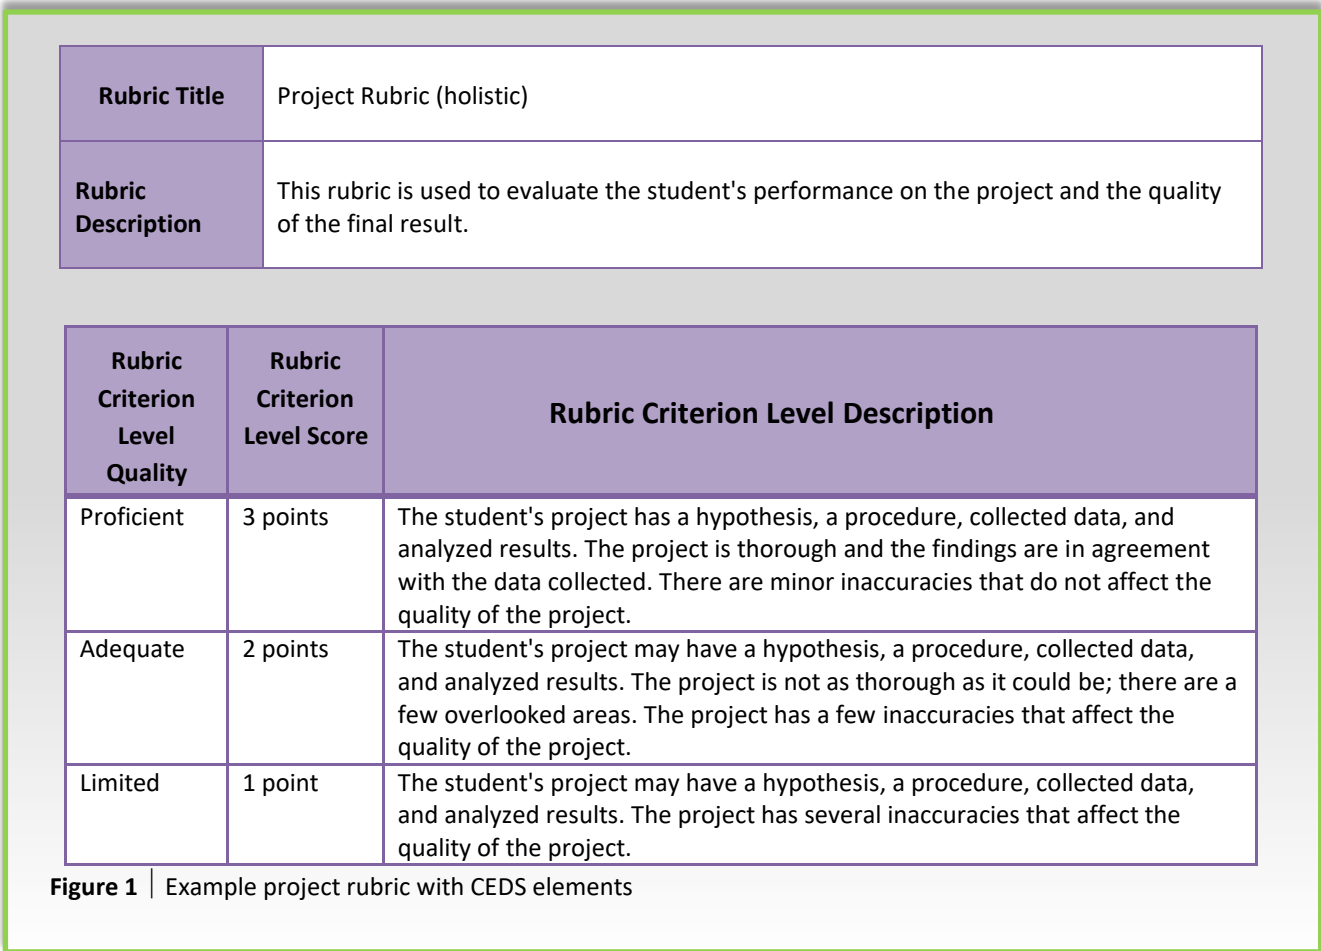 Rubric Title
Project Rubric (holistic)
Rubric
Description
This rubric is used to evaluate the student's performance on the project and the quality
of the final result.
Rubric
Criterion
Level
Quality
Rubric
Criterion
Level Score
Rubric Criterion Level Description
Proficient
3 points
The student's project has a hypothesis, a procedure, collected data, and
analyzed results. The project is thorough and the findings are in agreement
with the data collected. There are minor inaccuracies that do not affect the
quality of the project.
Adequate
2 points
The student's project may have a hypothesis, a procedure, collected data,
and analyzed results. The project is not as thorough as it could be; there are a
few overlooked areas. The project has a few inaccuracies that affect the
quality of the project.
Limited
1 point
The student's project may have a hypothesis, a procedure, collected data,
and analyzed results. The project has several inaccuracies that affect the
quality of the project.
Figure 1 | Example project rubric with CEDS elements